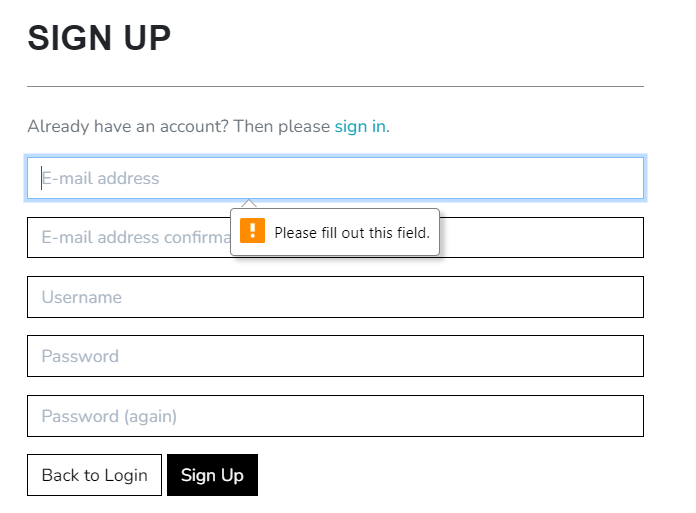 SIGN UP
Already have an account? Then please sign in.
E-mail address
Please fill out this field.
E-mail address confirma
Username
Password
Password (again)
Back to Login
Sign Up